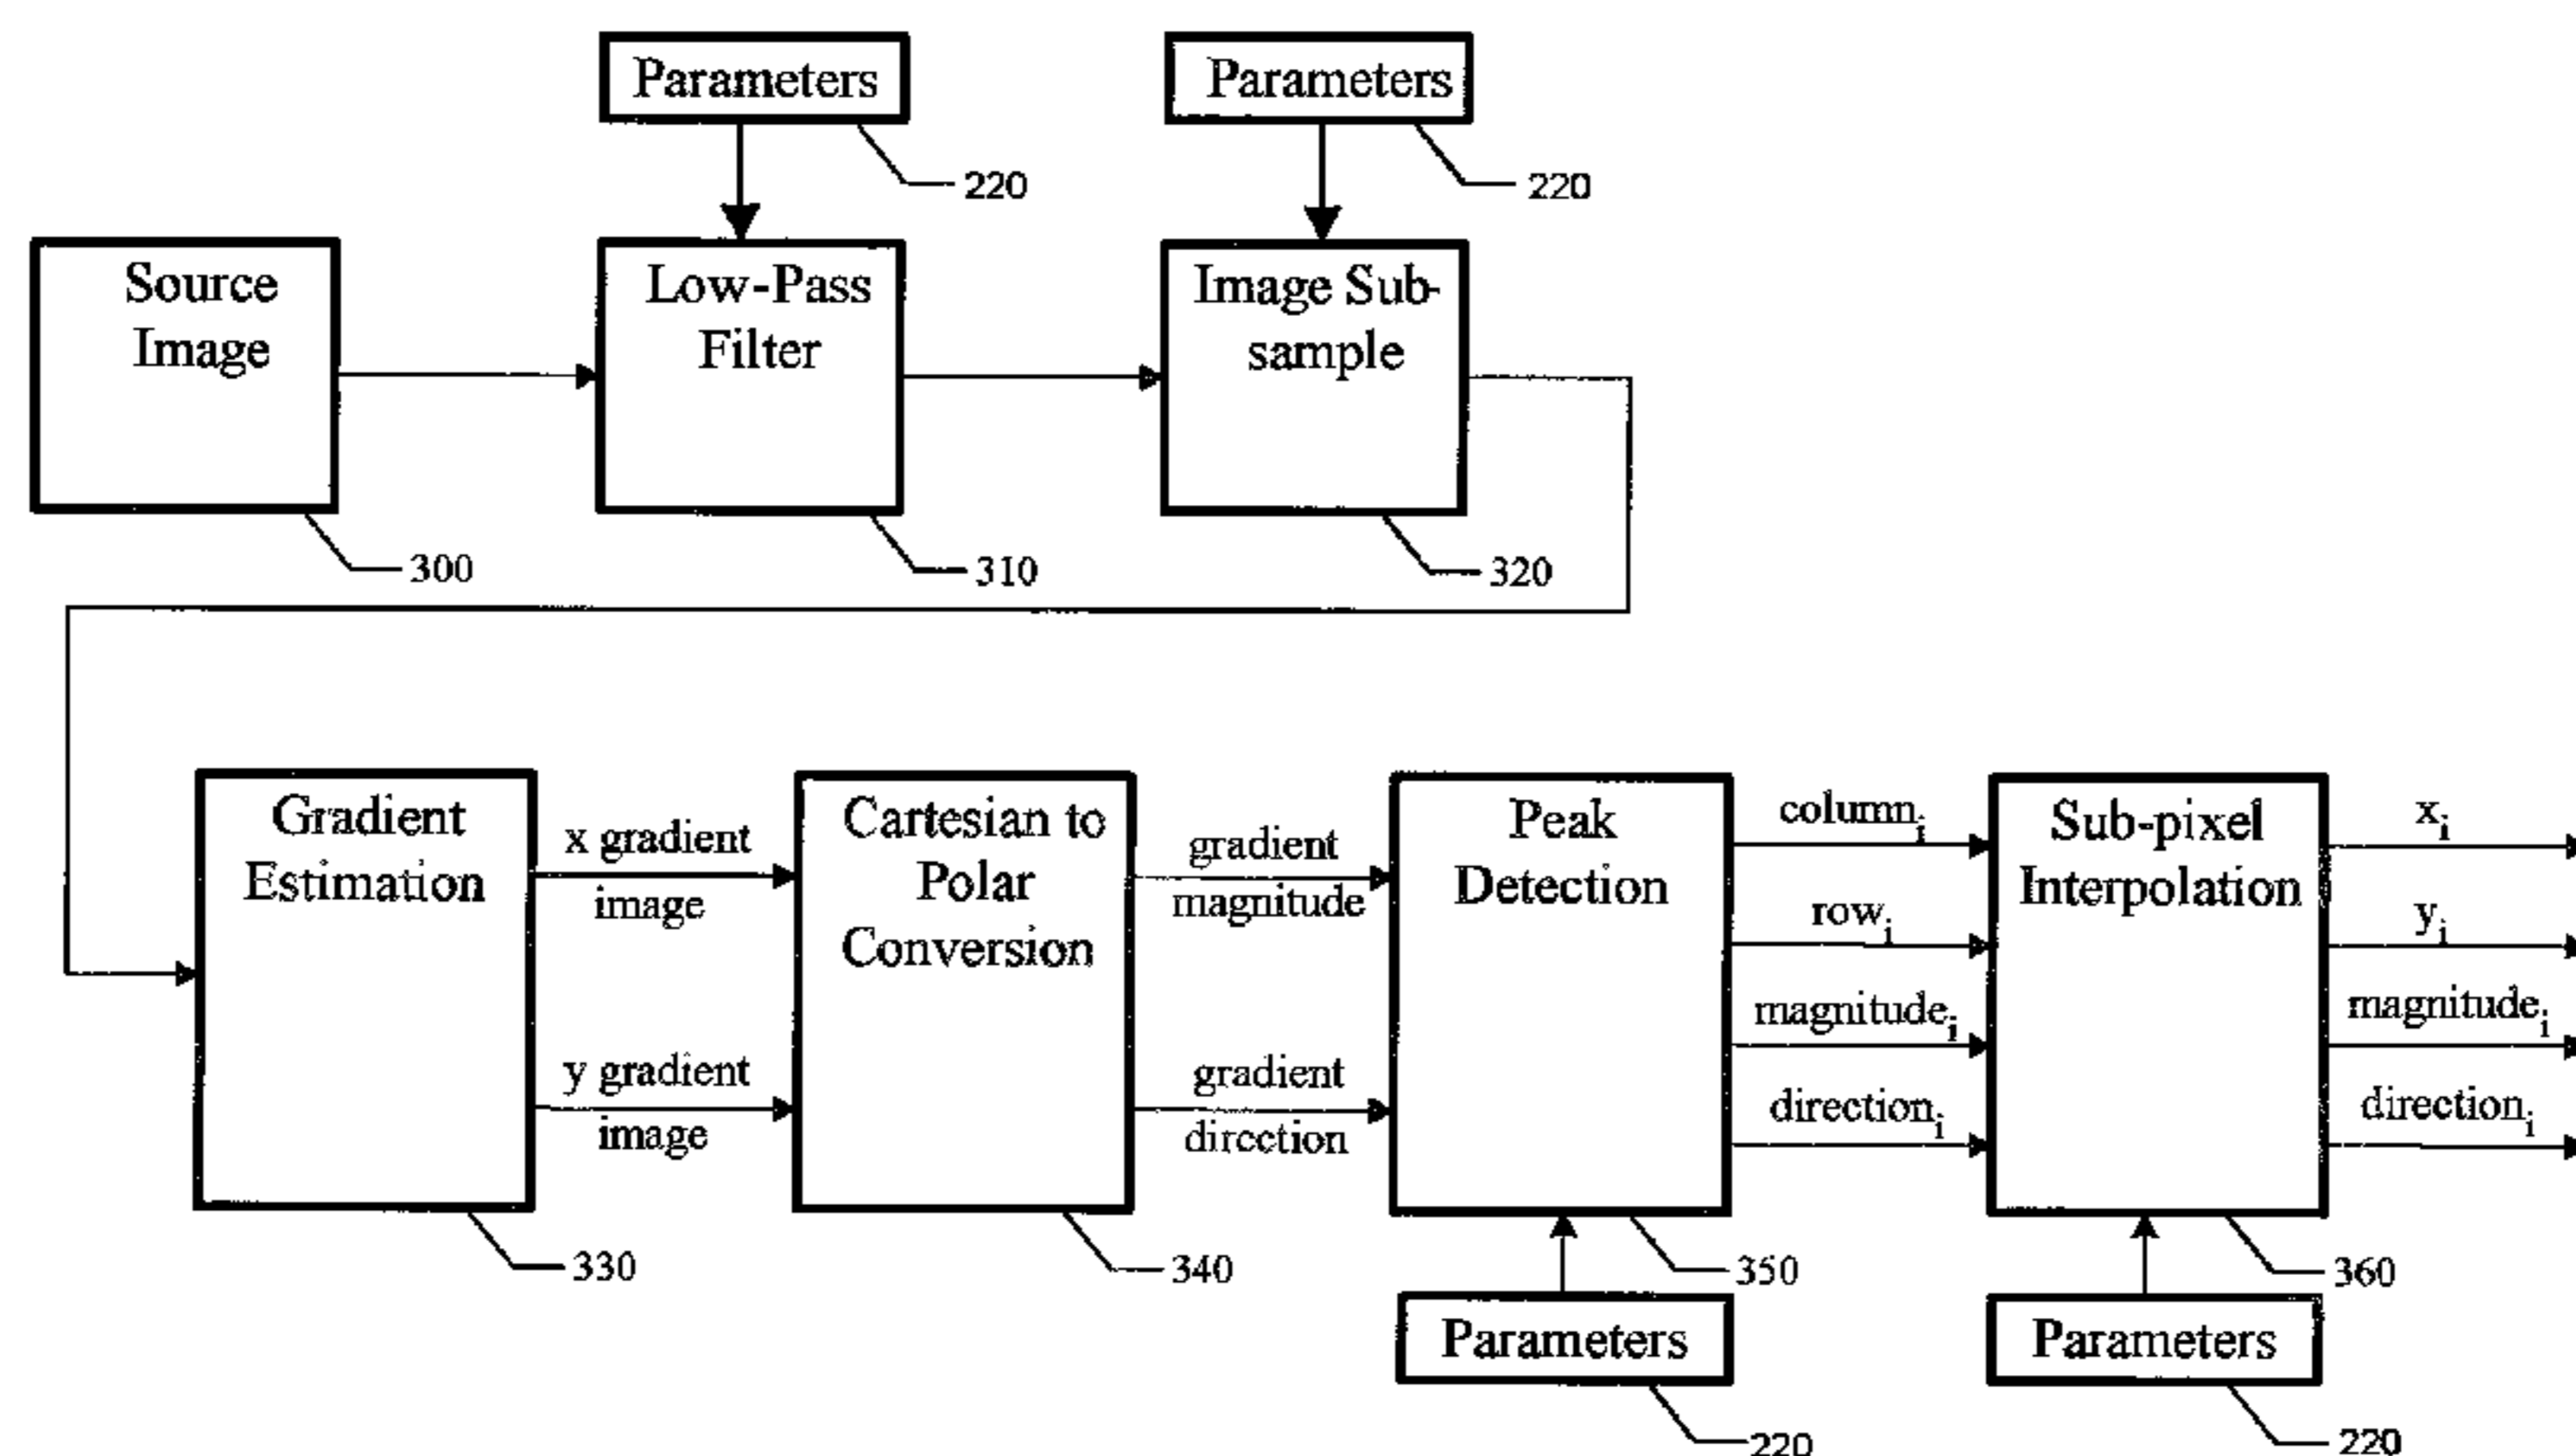 Parameters
Parameters
220
220
Source
Image
Low-Pass
Filter
Image Sub-
sample
300
310
320
Gradient
Estimation
x gradient
image
y gradient
image
Cartesian to
Polar
Conversion
gradient
magnitude
gradient
direction
Peak
Detection
column_i
row_i
magnitude_i
direction_i
Sub-pixel
Interpolation
x_i
y_i
magnitude_i
direction_i
330
340
350
360
Parameters
Parameters
220
220